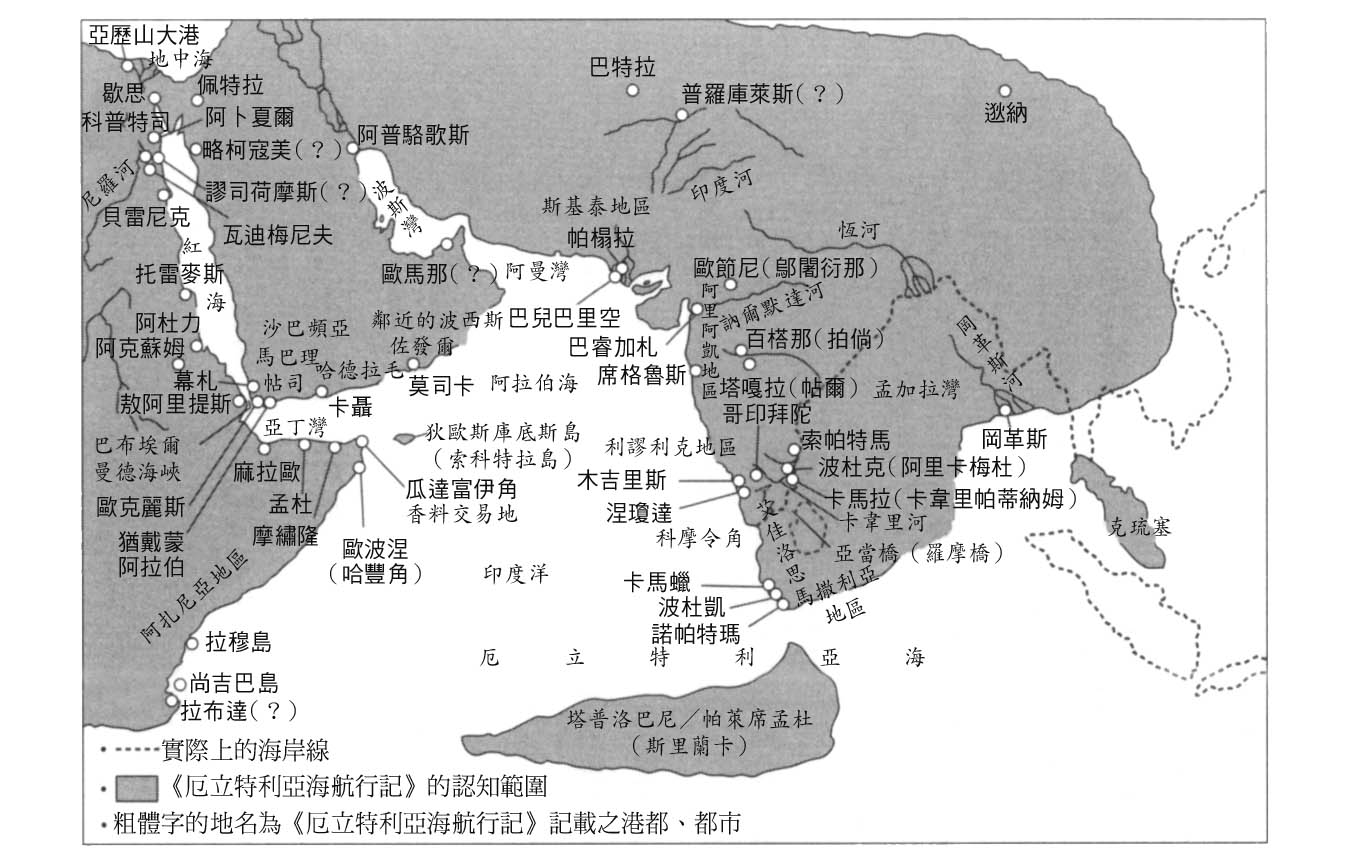 亞歷山大港
地中海
巴特拉
歇思
佩特拉
普羅庫萊斯(？)
科普特司
阿卜夏爾
逖納
阿普駱歌斯
略柯寇美(？)
尼羅河
謬司荷摩斯(？)
波斯灣
印度河
貝雷尼克
斯基泰地區
瓦迪梅尼夫
恆河
紅海
帕榻拉
托雷麥斯
歐馬那(？)
阿曼灣
歐節尼(鄔闍衍那)
阿里阿凱地區
訥爾默達河
阿杜力
沙巴頻亞
鄰近的波西斯
巴兒巴里空
岡革斯河
阿克蘇姆
馬巴理
佐發爾
巴睿加札
百榙那(拍倘)
幕札
帖司
哈德拉毛
莫司卡
阿拉伯海
席格魯斯
塔嘎拉(帖爾)
孟加拉灣
敖阿里提斯
卡聶
哥印拜陀
亞丁灣
狄歐斯庫底斯島
(索科特拉島)
利謬利克地區
索帕特馬
岡革斯
巴布埃爾
曼德海峽
麻拉歐
木吉里斯
波杜克(阿里卡梅杜)
歐克麗斯
孟杜
瓜達富伊角
香料交易地
涅瓊達
艾佳洛思
卡馬拉(卡韋里帕蒂納姆)
卡韋里河
克琉塞
猶戴蒙
阿拉伯
摩繡隆
歐波涅
(哈豐角)
科摩令角
亞當橋(羅摩橋)
阿扎尼亞地區
印度洋
卡馬蠟
馬撒利亞
地區
波杜凱
諾帕特瑪
拉穆島
厄立特利亞海
尚吉巴島
拉布達(？)
塔普洛巴尼／帕萊席孟杜
(斯里蘭卡)
•-----實際上的海岸線
•《厄立特利亞海航行記》的認知範圍
•粗體字的地名為《厄立特利亞海航行記》記載之港都、都市